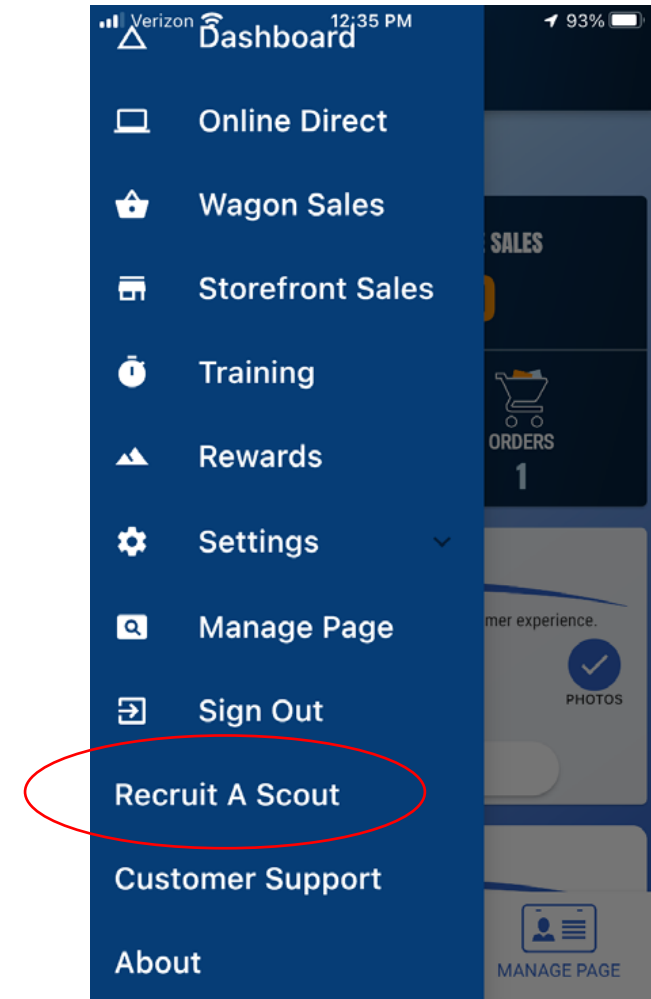 Verizon 12:35 PM 93%
Dashboard
Online Direct
Wagon Sales
SALES
Storefront Sales
Training
ORDERS
Rewards
1
Settings
mer experience.
Manage Page
PHOTOS
Sign Out
Recruit A Scout
Customer Support
About
MANAGE PAGE